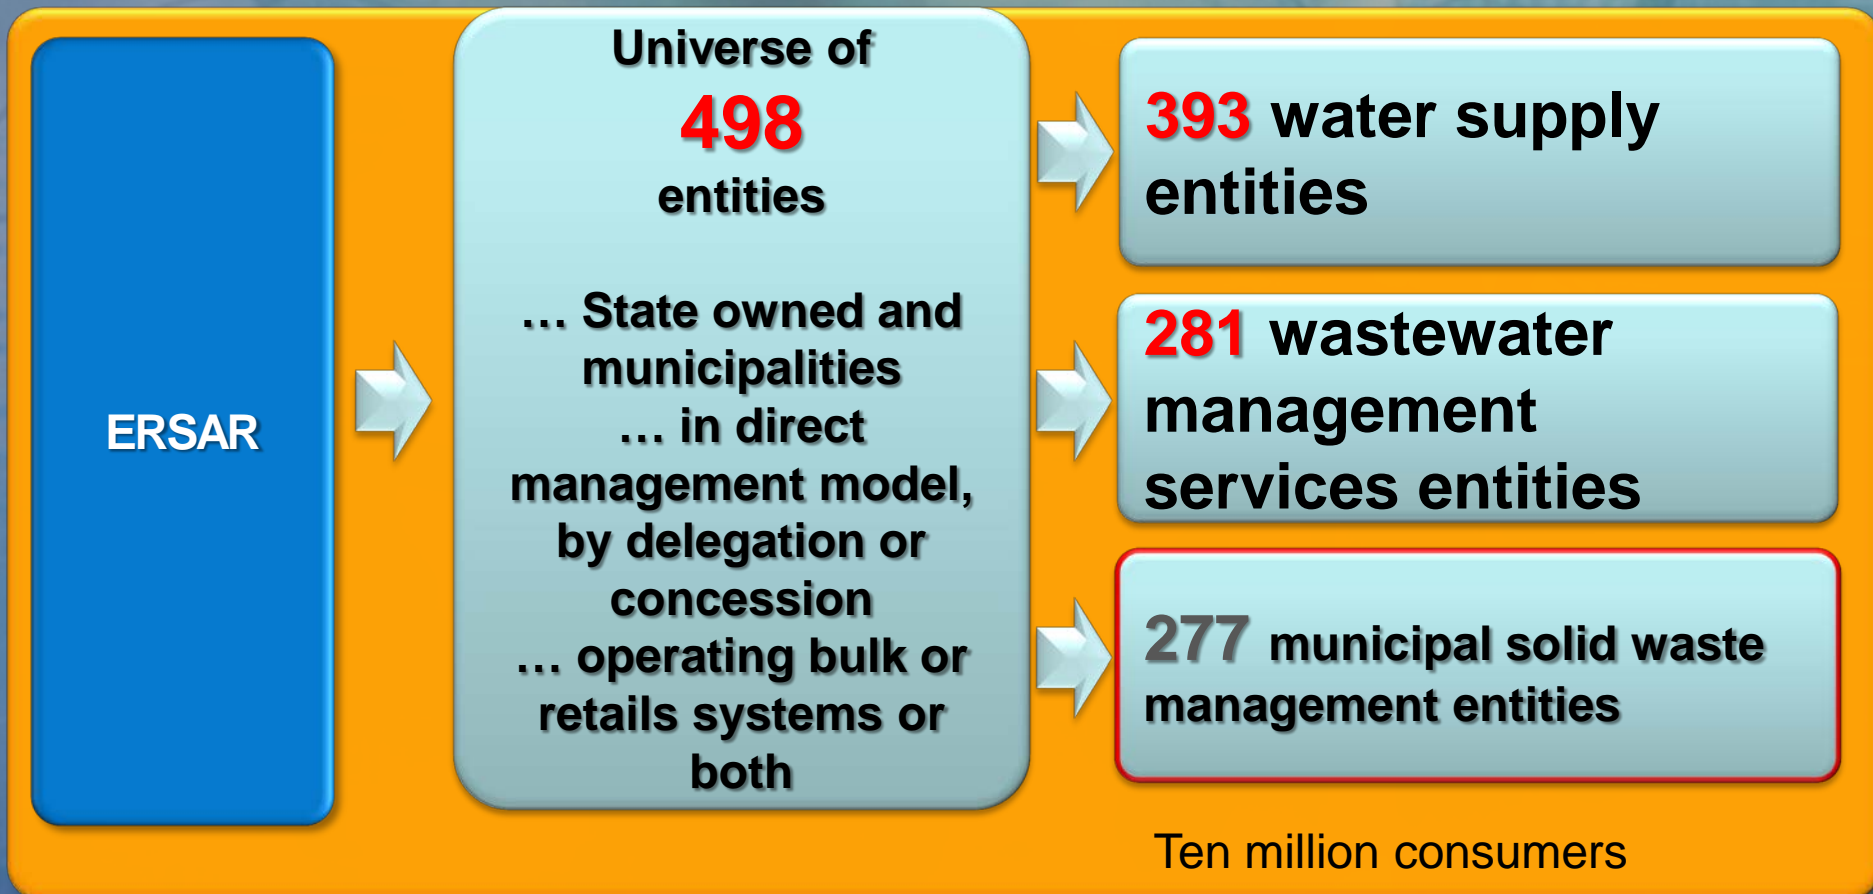 ERSAR
Universe of
498
entities
… State owned and
municipalities
… in direct
management model,
by delegation or
concession
… operating bulk or
retails systems or
both
393 water supply
entities
281 wastewater
management
services entities
277 municipal solid waste
management entities
Ten million consumers